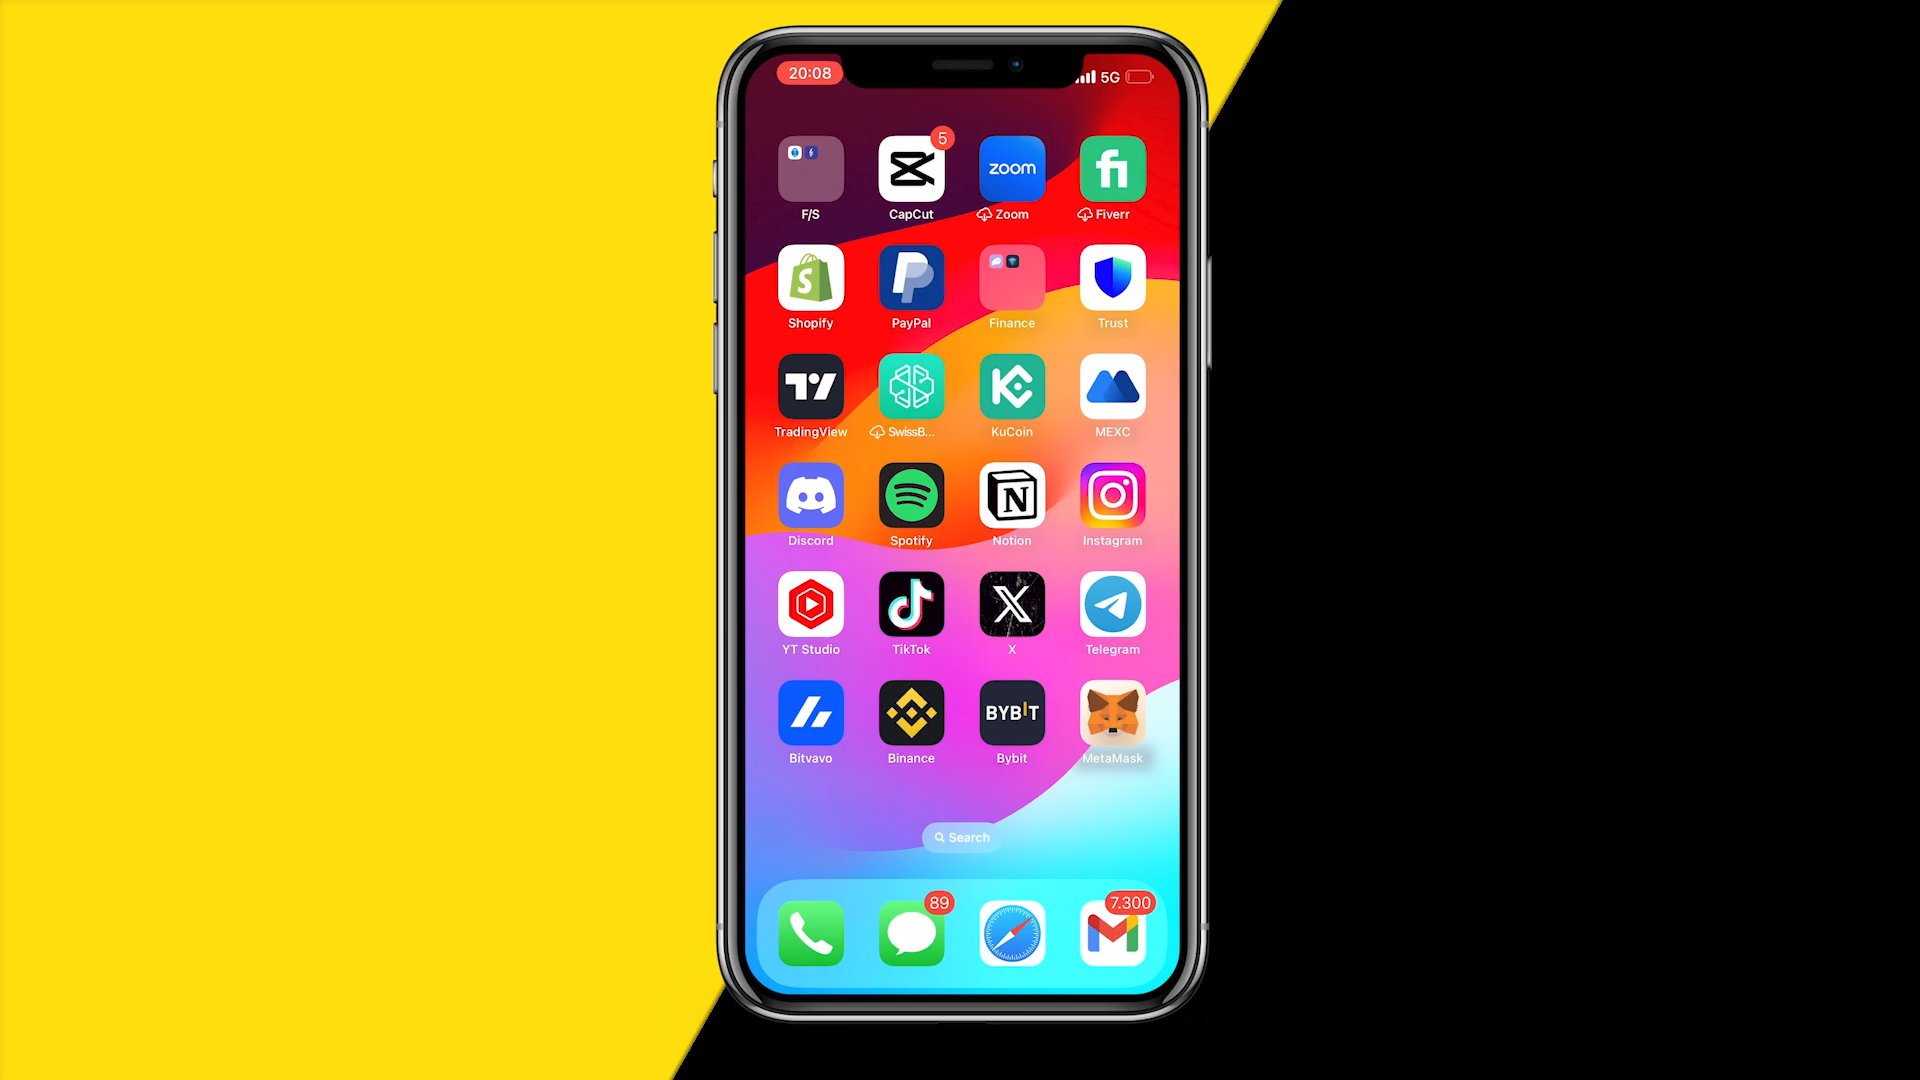 20:08 5G
5
zoom fi
F/S CapCut Zoom Fiverr
S
Shopify PayPal Finance Trust
TradingView SwissB... KuCoin MEXC
N
Discord Spotify Notion Instagram
X
YT Studio TikTok X Telegram
BYBIT
Bitvavo Binance Bybit MetaMask
Search
89 7.300